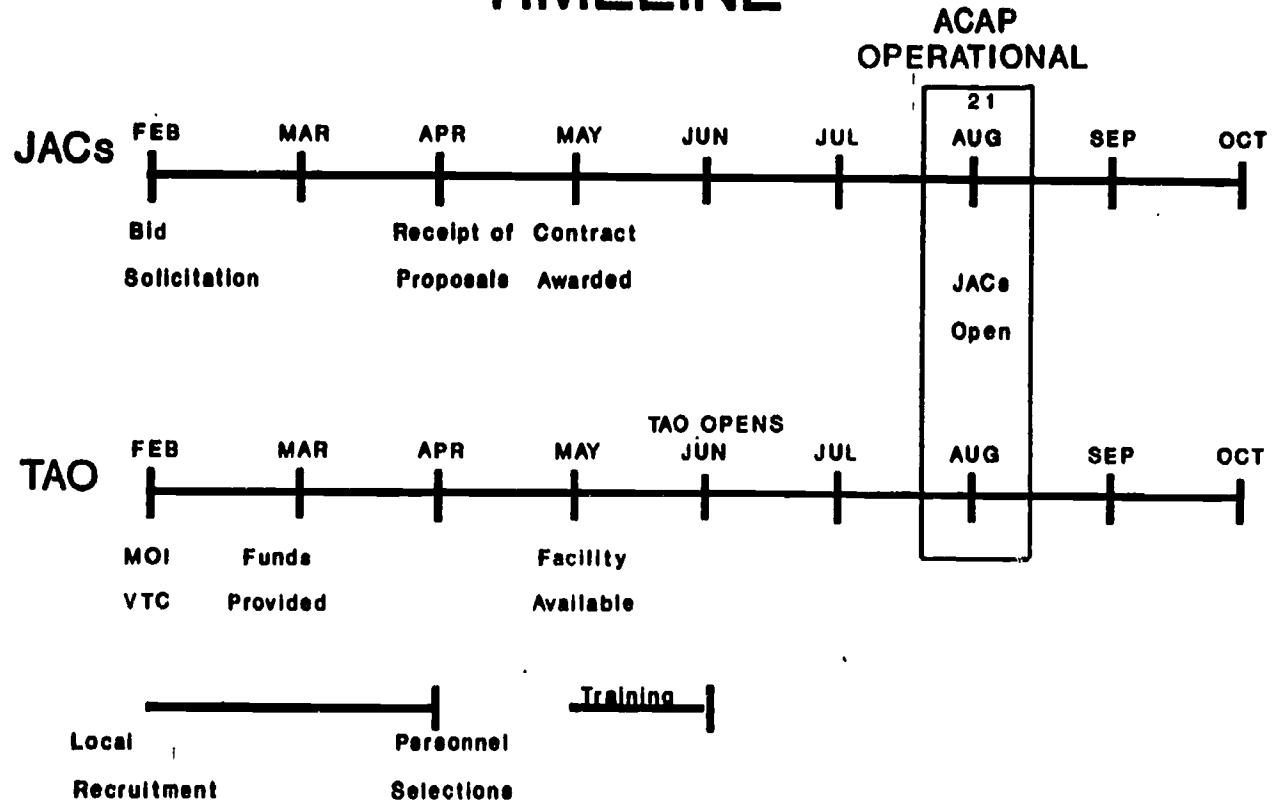 TIMELINE
ACAP
OPERATIONAL
21
JACs FEB MAR APR MAY JUN JUL AUG SEP OCT
Bid Receipt of Contract
Solicitation Proposals Awarded
JACs
Open
TAO OPENS
TAO FEB MAR APR MAY JUN JUL AUG SEP OCT
MOI Funds Facility
VTC Provided Available
Training
Local Personnel
Recruitment Selections